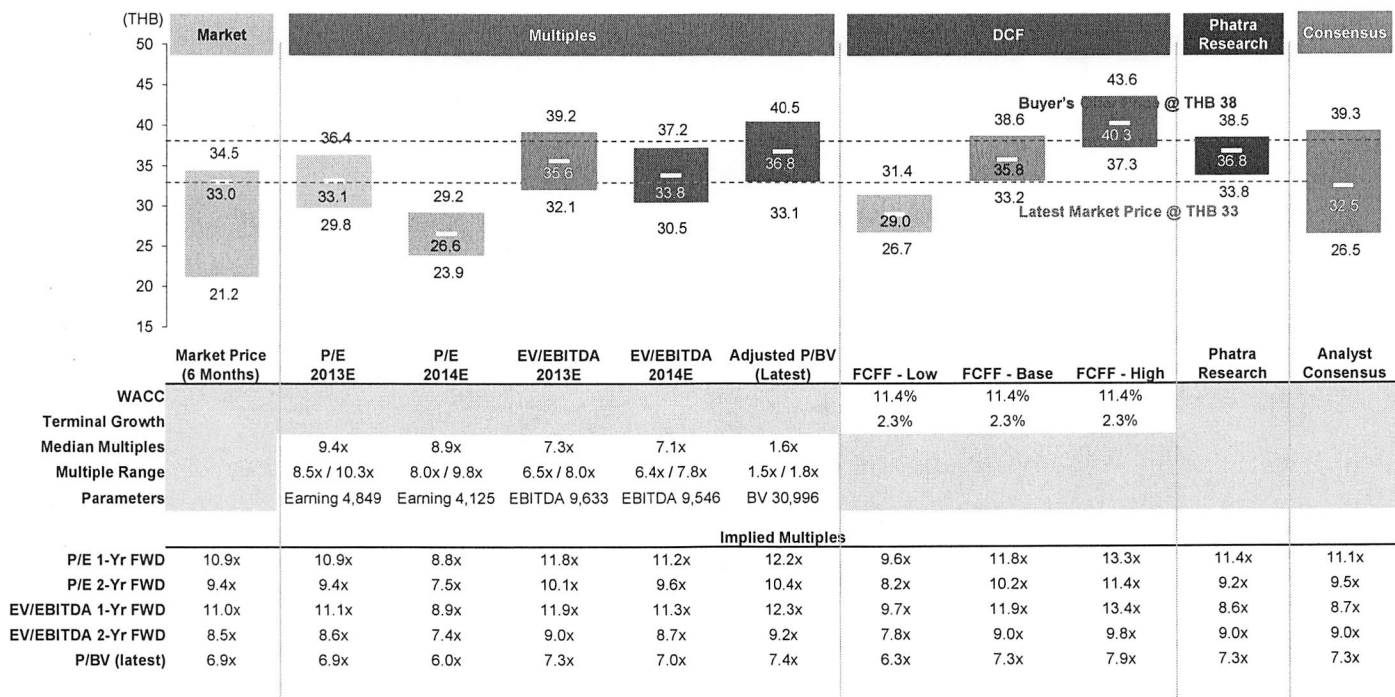 (THB)
Market Multiples DCF Phatra Research Consensus
50
45
40
35
30
25
20
15
34.5
33.0
21.2
36.4
33.1
29.8
29.2
26.6
23.9
39.2
35.6
32.1
37.2
33.8
30.5
40.5
36.8
33.1
31.4
29.0
26.7
38.6
35.8
33.2
43.6
40.3
37.3
38.5
36.8
33.8
39.3
32.5
26.5
Buyer's Offer Price @ THB 38
Latest Market Price @ THB 33
Market Price (6 Months) P/E 2013E P/E 2014E EV/EBITDA 2013E EV/EBITDA 2014E Adjusted P/BV (Latest) FCFF - Low FCFF - Base FCFF - High Phatra Research Analyst Consensus
WACC 11.4% 11.4% 11.4%
Terminal Growth 2.3% 2.3% 2.3%
Median Multiples 9.4x 8.9x 7.3x 7.1x 1.6x
Multiple Range 8.5x / 10.3x 8.0x / 9.8x 6.5x / 8.0x 6.4x / 7.8x 1.5x / 1.8x
Parameters Earning 4,849 Earning 4,125 EBITDA 9,633 EBITDA 9,546 BV 30,996
Implied Multiples
P/E 1-Yr FWD 10.9x 10.9x 8.8x 11.8x 11.2x 12.2x 9.6x 11.8x 13.3x 11.4x 11.1x
P/E 2-Yr FWD 9.4x 9.4x 7.5x 10.1x 9.6x 10.4x 8.2x 10.2x 11.4x 9.2x 9.5x
EV/EBITDA 1-Yr FWD 11.0x 11.1x 8.9x 11.9x 11.3x 12.3x 9.7x 11.9x 13.4x 8.6x 8.7x
EV/EBITDA 2-Yr FWD 8.5x 8.6x 7.4x 9.0x 8.7x 9.2x 7.8x 9.0x 9.8x 9.0x 9.0x
P/BV (latest) 6.9x 6.9x 6.0x 7.3x 7.0x 7.4x 6.3x 7.3x 7.9x 7.3x 7.3x